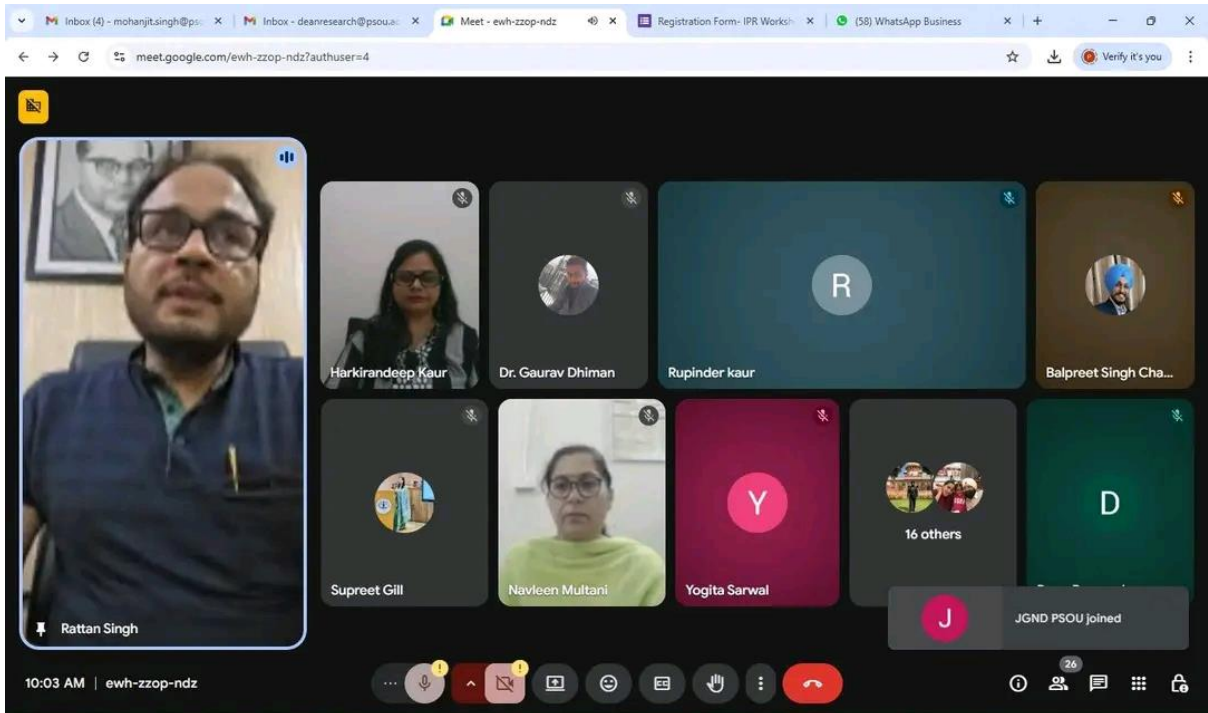 Inbox (4) - mohanjit.singh@pso
Inbox - deanresearch@psou.ac
Meet - ewh-zzop-ndz
Registration Form- IPR Worksh
(58) WhatsApp Business
meet.google.com/ewh-zzop-ndz?authuser=4
Verify it's you
Harkirandeep Kaur
Dr. Gaurav Dhiman
R
Rupinder kaur
Balpreet Singh Cha...
Rattan Singh
Supreet Gill
Navleen Multani
Y
Yogita Sarwal
16 others
D
J
JGND PSOU joined
10:03 AM | ewh-zzop-ndz
26